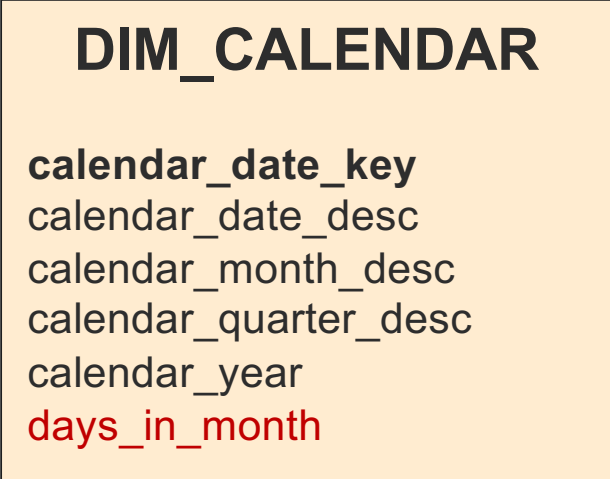 DIM_CALENDAR
calendar_date_key
calendar_date_desc
calendar_month_desc
calendar_quarter_desc
calendar_year
days_in_month